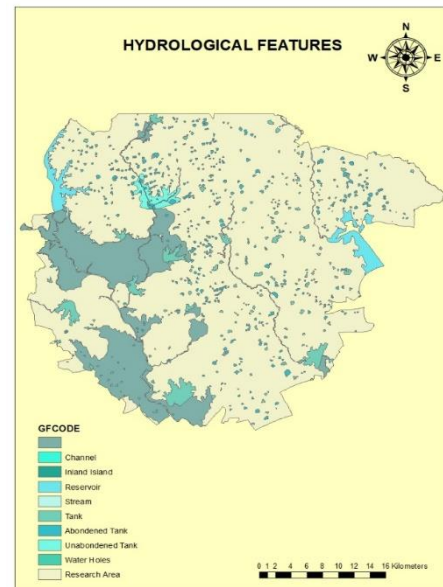 HYDROLOGICAL FEATURES
N
W E
S
GFCODE
Channel
Inland Island
Reservoir
Stream
Tank
Abondened Tank
Unabondened Tank
Water Holes
Research Area
0 1 2 4 6 8 10 12 14 16
Kilometers